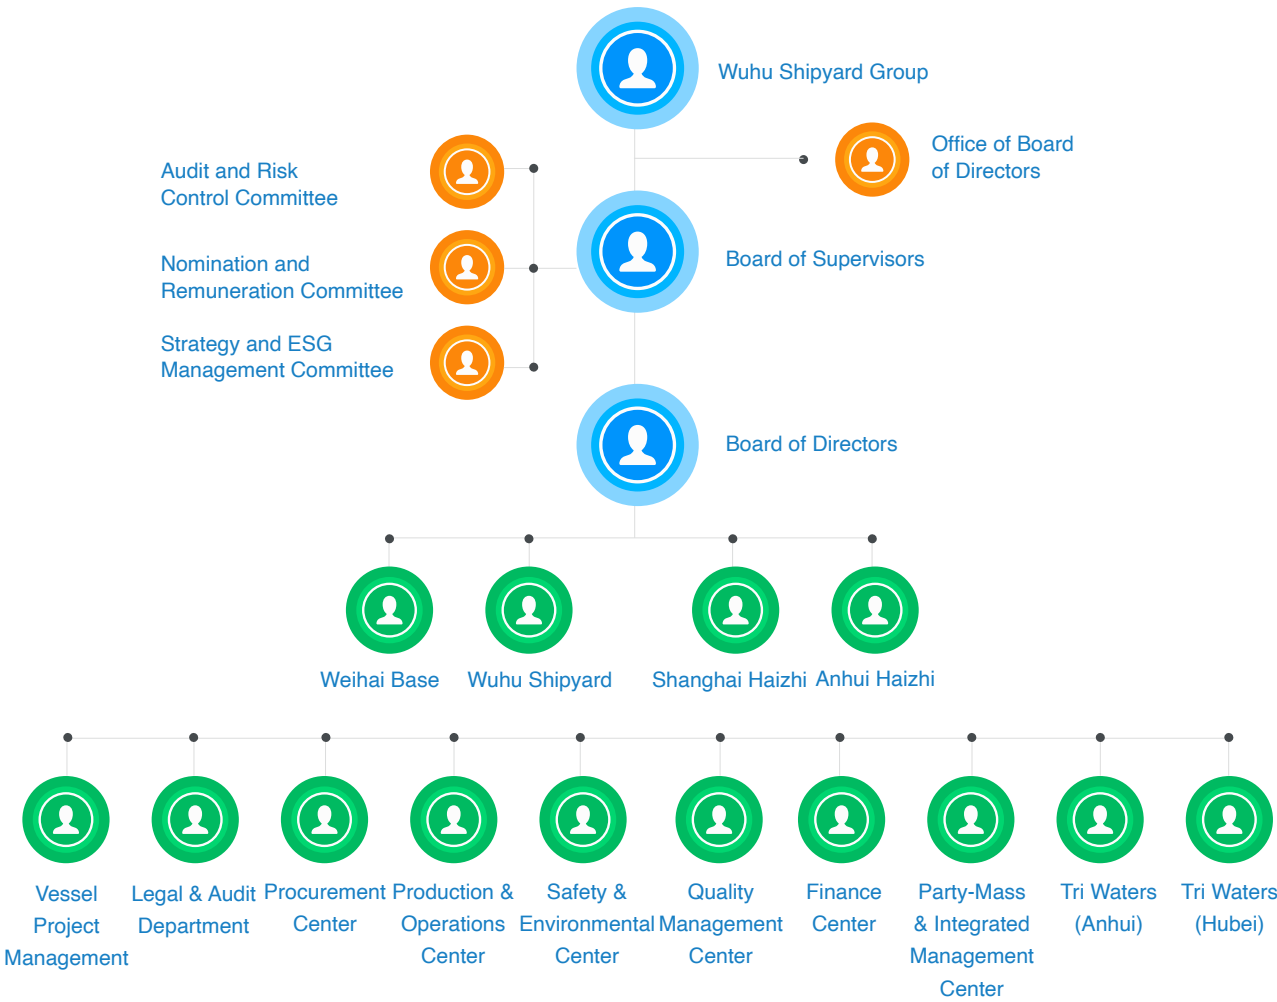 Wuhu Shipyard Group
Office of Board
of Directors
Audit and Risk
Control Committee
Board of Supervisors
Nomination and
Remuneration Committee
Strategy and ESG
Management Committee
Board of Directors
Weihai Base
Wuhu Shipyard
Shanghai Haizhi
Anhui Haizhi
Vessel
Project
Management
Legal & Audit
Department
Procurement
Center
Production &
Operations
Center
Safety &
Environmental
Center
Quality
Management
Center
Finance
Center
Party-Mass
& Integrated
Management
Center
Tri Waters
(Anhui)
Tri Waters
(Hubei)